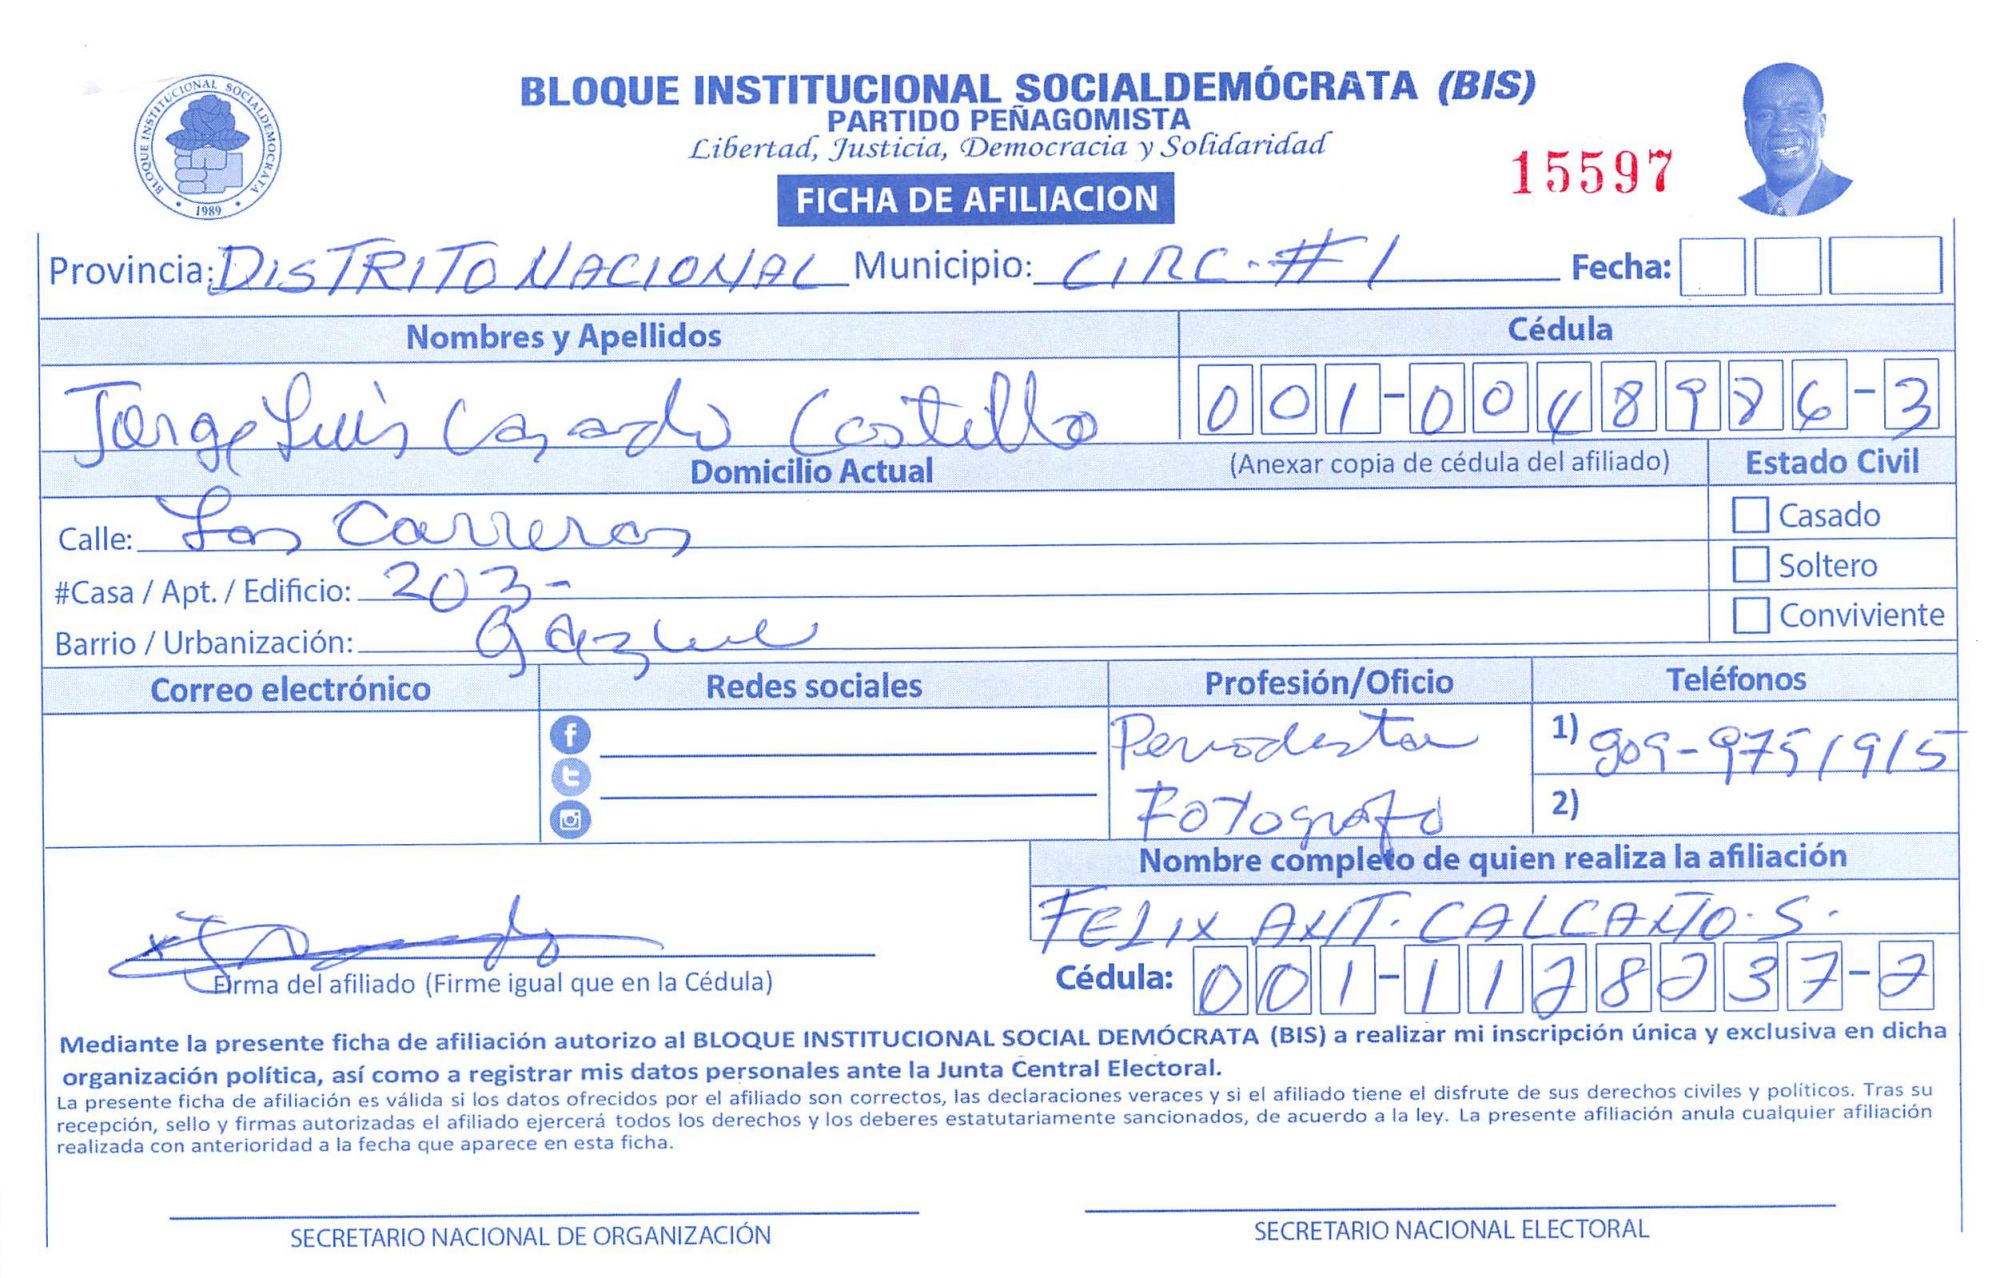 BLOQUE INSTITUCIONAL SOCIALDEMOCRATA
1989
BLOQUE INSTITUCIONAL SOCIALDEMÓCRATA (BIS)
PARTIDO PEÑAGOMISTA
Libertad, Justicia, Democracia y Solidaridad
FICHA DE AFILIACION
15597
Provincia: DISTRITO NACIONAL Municipio: CIRC. #1 Fecha:
Nombres y Apellidos Cédula
Jorge Luis Casado Castillo 001-0048986-3
Domicilio Actual (Anexar copia de cédula del afiliado) Estado Civil
Calle: Las Carreras Casado
#Casa / Apt. / Edificio: 203- Soltero
Barrio / Urbanización: Gazcue Conviviente
Correo electrónico Redes sociales Profesión/Oficio Teléfonos
Periodista 1) 809-9751915
Fotografo 2)
Nombre completo de quien realiza la afiliación
FELIX ANT. CALCAÑO. S.
Firma del afiliado (Firme igual que en la Cédula) Cédula: 001-1128237-2
Mediante la presente ficha de afiliación autorizo al BLOQUE INSTITUCIONAL SOCIAL DEMÓCRATA (BIS) a realizar mi inscripción única y exclusiva en dicha
organización política, así como a registrar mis datos personales ante la Junta Central Electoral.
La presente ficha de afiliación es válida si los datos ofrecidos por el afiliado son correctos, las declaraciones veraces y si el afiliado tiene el disfrute de sus derechos civiles y políticos. Tras su
recepción, sello y firmas autorizadas el afiliado ejercerá todos los derechos y los deberes estatutariamente sancionados, de acuerdo a la ley. La presente afiliación anula cualquier afiliación
realizada con anterioridad a la fecha que aparece en esta ficha.
SECRETARIO NACIONAL DE ORGANIZACIÓN SECRETARIO NACIONAL ELECTORAL